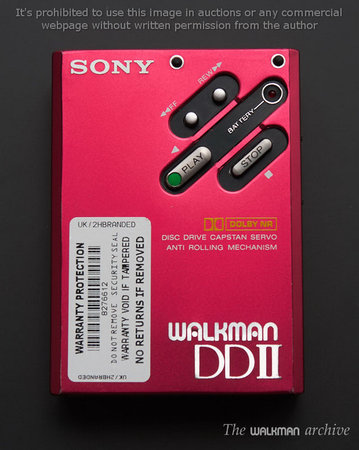 It's prohibited to use this image in auctions or any commercial
webpage without written permission from the author
SONY
REW
FF
BATTERY
PLAY
STOP
DOLBY NR
DISC DRIVE CAPSTAN SERVO
ANTI ROLLING MECHANISM
UK / 2HBRANDED
WARRANTY PROTECTION
8276612
DO NOT REMOVE SECURITY SEAL
WARRANTY VOID IF TAMPERED
NO RETURNS IF REMOVED
UK / 2HBRANDED
WALKMAN
DDII
The WALKMAN archive